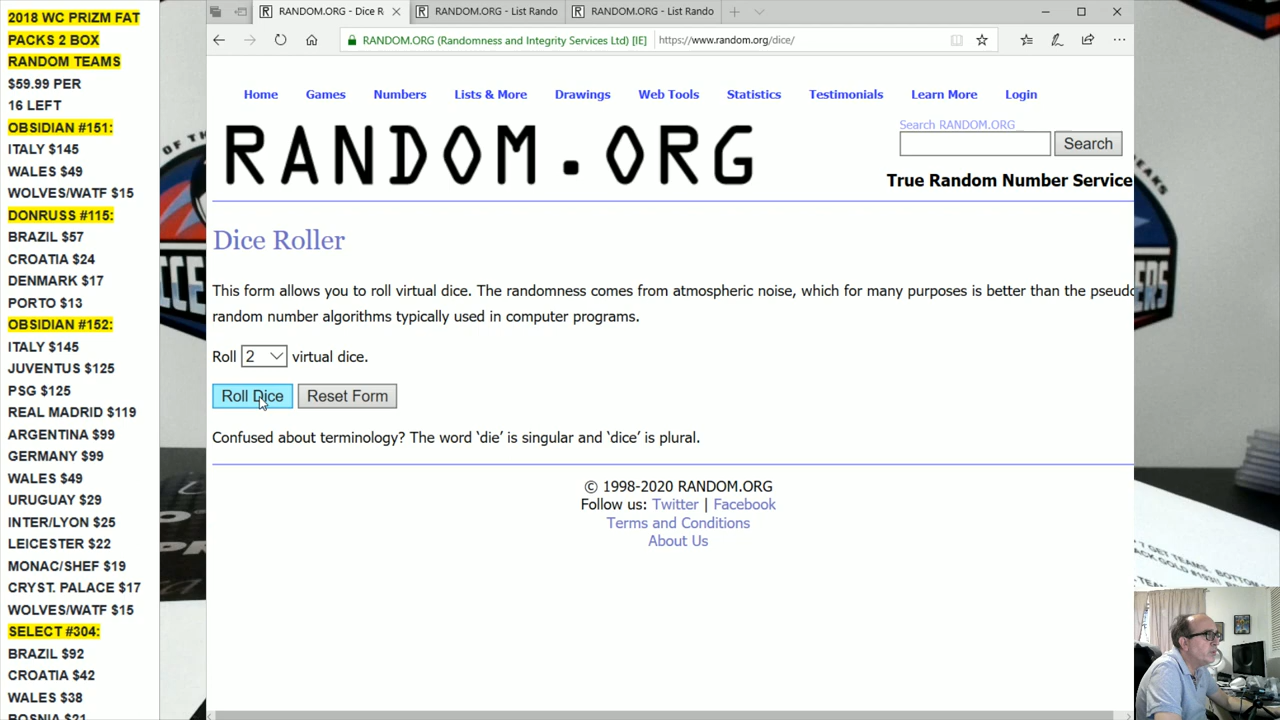 2018 WC PRIZM FAT
PACKS 2 BOX
RANDOM TEAMS
$59.99 PER
16 LEFT
OBSIDIAN #151:
ITALY $145
WALES $49
WOLVES/WATF $15
DONRUSS #115:
BRAZIL $57
CROATIA $24
DENMARK $17
PORTO $13
OBSIDIAN #152:
ITALY $145
JUVENTUS $125
PSG $125
REAL MADRID $119
ARGENTINA $99
GERMANY $99
WALES $49
URUGUAY $29
INTER/LYON $25
LEICESTER $22
MONAC/SHEF $19
CRYST. PALACE $17
WOLVES/WATF $15
SELECT #304:
BRAZIL $92
CROATIA $42
WALES $38
BOSNIA $21
RANDOM.ORG - Dice R
RANDOM.ORG - List Rando
RANDOM.ORG - List Rando
RANDOM.ORG (Randomness and Integrity Services Ltd) [IE]
https://www.random.org/dice/
Home Games Numbers Lists & More Drawings Web Tools Statistics Testimonials Learn More Login
RANDOM.ORG
Search RANDOM.ORG
Search
True Random Number Service
Dice Roller
This form allows you to roll virtual dice. The randomness comes from atmospheric noise, which for many purposes is better than the pseudo
random number algorithms typically used in computer programs.
Roll 2 virtual dice.
Roll Dice Reset Form
Confused about terminology? The word ‘die’ is singular and ‘dice’ is plural.
© 1998-2020 RANDOM.ORG
Follow us: Twitter | Facebook
Terms and Conditions
About Us